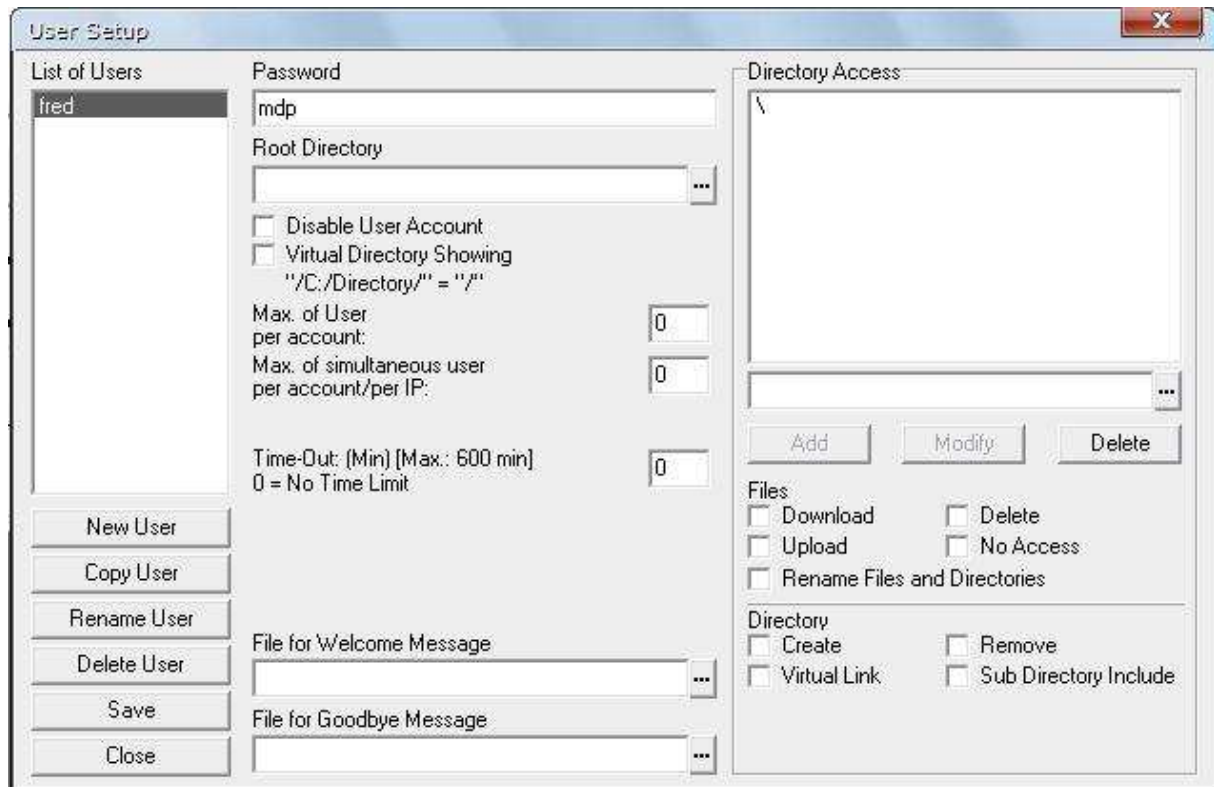 User Setup
X
List of Users
fred
New User
Copy User
Rename User
Delete User
Save
Close
Password
mdp
Root Directory
...
Disable User Account
Virtual Directory Showing
"/C:/Directory/" = "/"
Max. of User
per account:
0
Max. of simultaneous user
per account/per IP:
0
Time-Out: (Min) [Max.: 600 min]
0 = No Time Limit
0
File for Welcome Message
...
File for Goodbye Message
...
Directory Access
\
...
Add Modify Delete
Files
Download Delete
Upload No Access
Rename Files and Directories
Directory
Create Remove
Virtual Link Sub Directory Include